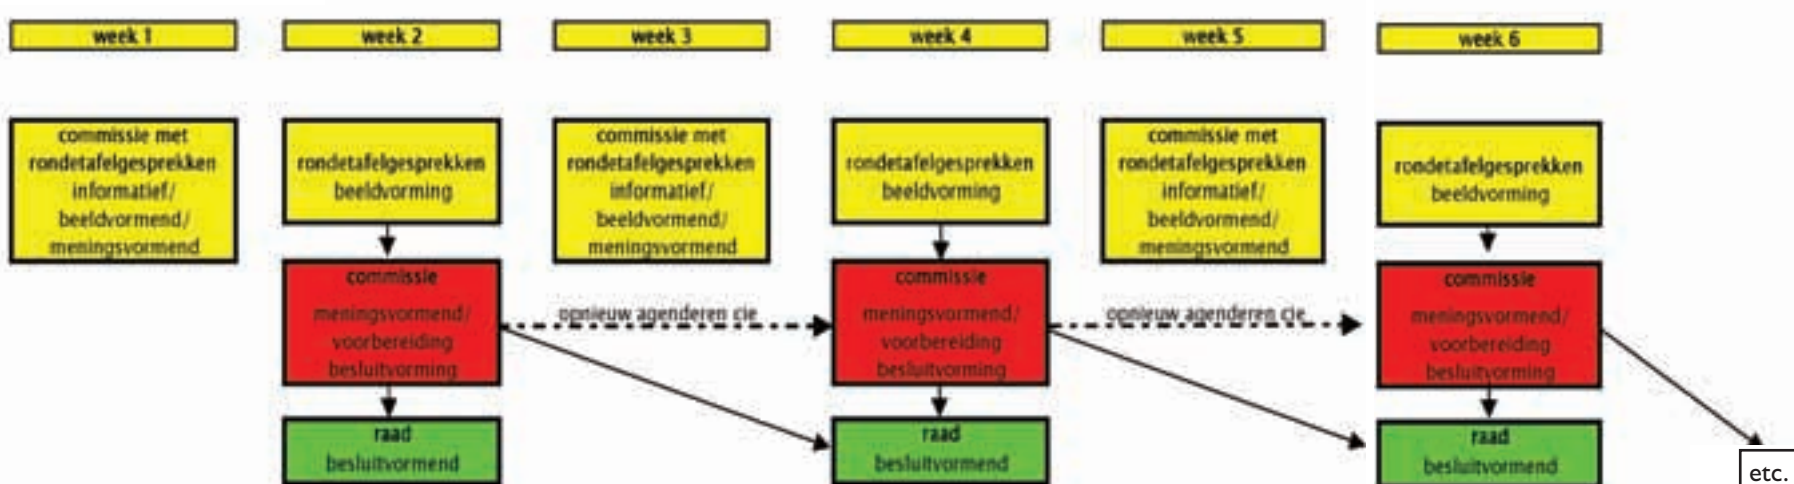 week 1
week 2
week 3
week 4
week 5
week 6
commissie met
rondetafelgesprekken
informatief/
beeldvormend/
meningsvormend
rondetafelgesprekken
beeldvorming
commissie met
rondetafelgesprekken
informatief/
beeldvormend/
meningsvormend
rondetafelgesprekken
beeldvorming
commissie met
rondetafelgesprekken
informatief/
beeldvormend/
meningsvormend
rondetafelgesprekken
beeldvorming
commissie
meningsvormend/
voorbereiding
besluitvorming
opnieuw agenderen cie
commissie
meningsvormend/
voorbereiding
besluitvorming
opnieuw agenderen cie
commissie
meningsvormend/
voorbereiding
besluitvorming
raad
besluitvormend
raad
besluitvormend
raad
besluitvormend
etc.